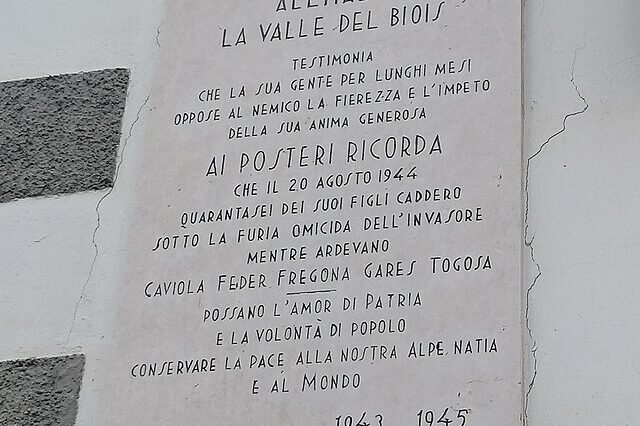 LA VALLE DEL BIOIS
TESTIMONIA
CHE LA SUA GENTE PER LUNGHI MESI
OPPOSE AL NEMICO LA FIEREZZA E L'IMPETO
DELLA SUA ANIMA GENEROSA
AI POSTERI RICORDA
CHE IL 20 AGOSTO 1944
QUARANTASEI DEI SUOI FIGLI CADDERO
SOTTO LA FURIA OMICIDA DELL'INVASORE
MENTRE ARDEVANO
CAVIOLA FEDER FREGONA GARES TOGOSA
POSSANO L'AMOR DI PATRIA
E LA VOLONTÀ DI POPOLO
CONSERVARE LA PACE ALLA NOSTRA ALPE NATIA
E AL MONDO
1943 1945